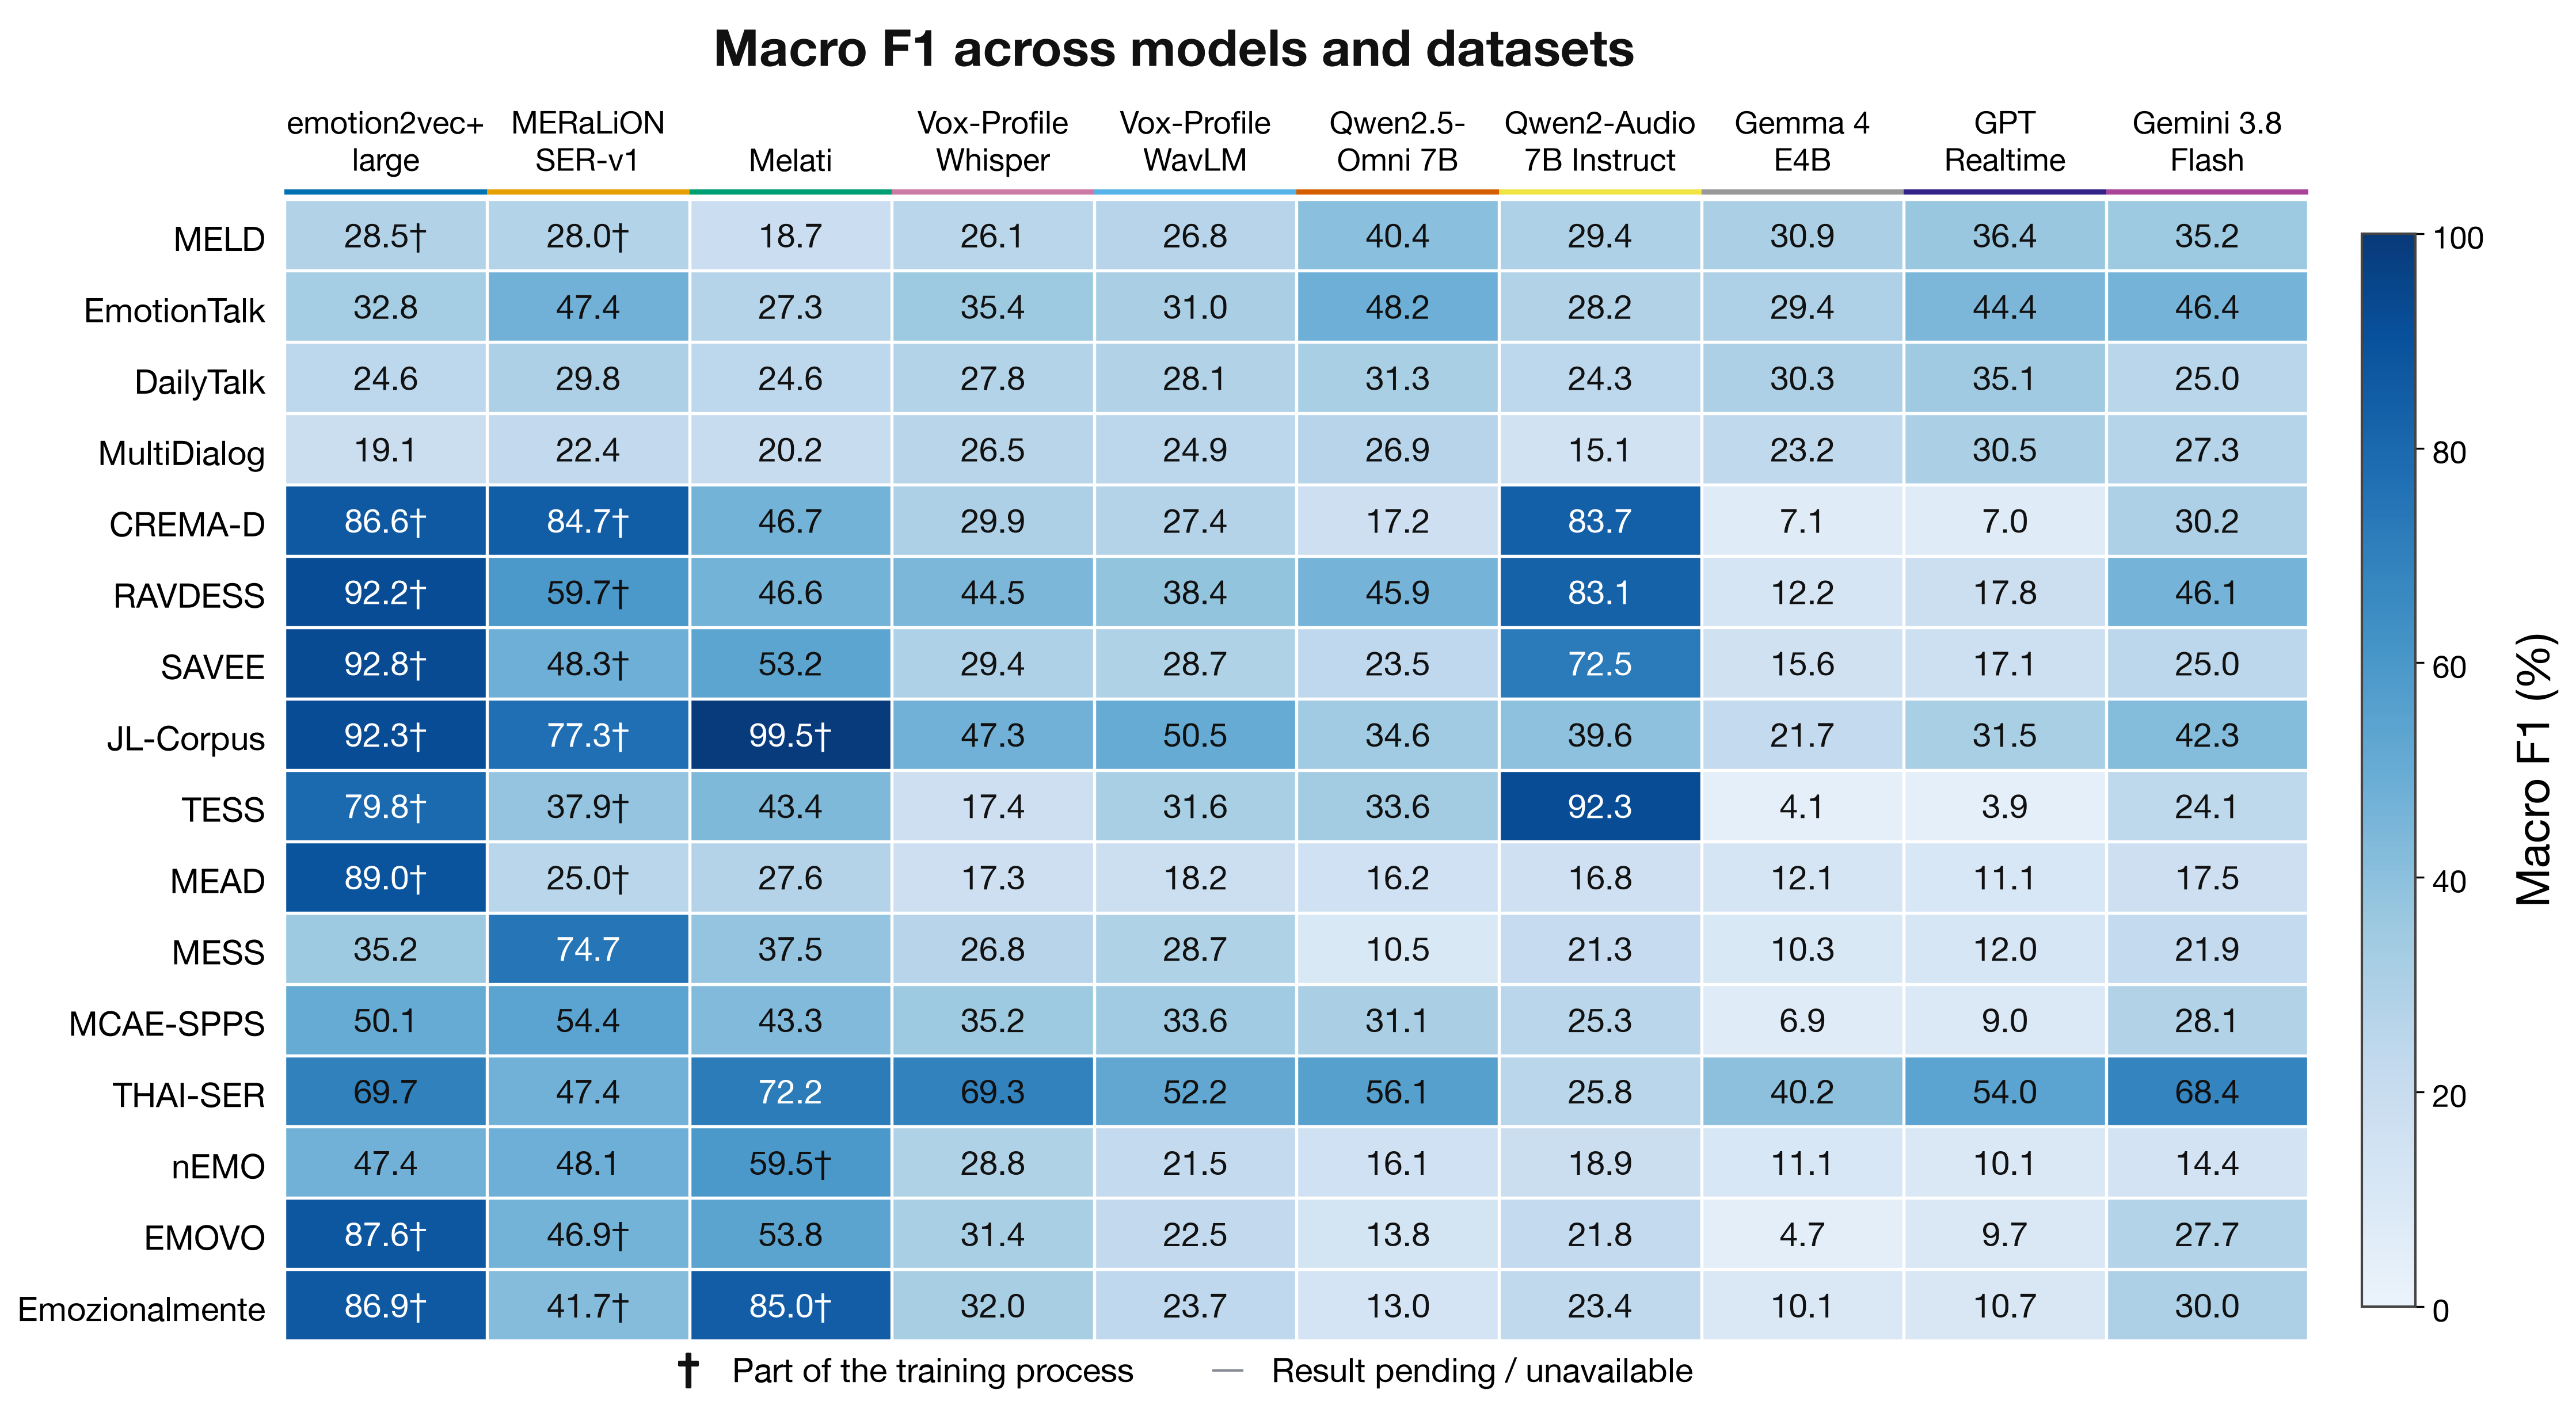 Macro F1 across models and datasets
emotion2vec+ large
MERaLiON SER-v1
Melati
Vox-Profile Whisper
Vox-Profile WavLM
Qwen2.5-Omni 7B
Qwen2-Audio 7B Instruct
Gemma 4 E4B
GPT Realtime
Gemini 3.8 Flash
MELD 28.5† 28.0† 18.7 26.1 26.8 40.4 29.4 30.9 36.4 35.2
EmotionTalk 32.8 47.4 27.3 35.4 31.0 48.2 28.2 29.4 44.4 46.4
DailyTalk 24.6 29.8 24.6 27.8 28.1 31.3 24.3 30.3 35.1 25.0
MultiDialog 19.1 22.4 20.2 26.5 24.9 26.9 15.1 23.2 30.5 27.3
CREMA-D 86.6† 84.7† 46.7 29.9 27.4 17.2 83.7 7.1 7.0 30.2
RAVDESS 92.2† 59.7† 46.6 44.5 38.4 45.9 83.1 12.2 17.8 46.1
SAVEE 92.8† 48.3† 53.2 29.4 28.7 23.5 72.5 15.6 17.1 25.0
JL-Corpus 92.3† 77.3† 99.5† 47.3 50.5 34.6 39.6 21.7 31.5 42.3
TESS 79.8† 37.9† 43.4 17.4 31.6 33.6 92.3 4.1 3.9 24.1
MEAD 89.0† 25.0† 27.6 17.3 18.2 16.2 16.8 12.1 11.1 17.5
MESS 35.2 74.7 37.5 26.8 28.7 10.5 21.3 10.3 12.0 21.9
MCAE-SPPS 50.1 54.4 43.3 35.2 33.6 31.1 25.3 6.9 9.0 28.1
THAI-SER 69.7 47.4 72.2 69.3 52.2 56.1 25.8 40.2 54.0 68.4
nEMO 47.4 48.1 59.5† 28.8 21.5 16.1 18.9 11.1 10.1 14.4
EMOVO 87.6† 46.9† 53.8 31.4 22.5 13.8 21.8 4.7 9.7 27.7
Emozionalmente 86.9† 41.7† 85.0† 32.0 23.7 13.0 23.4 10.1 10.7 30.0
100
80
60
40
20
0
Macro F1 (%)
† Part of the training process
— Result pending / unavailable